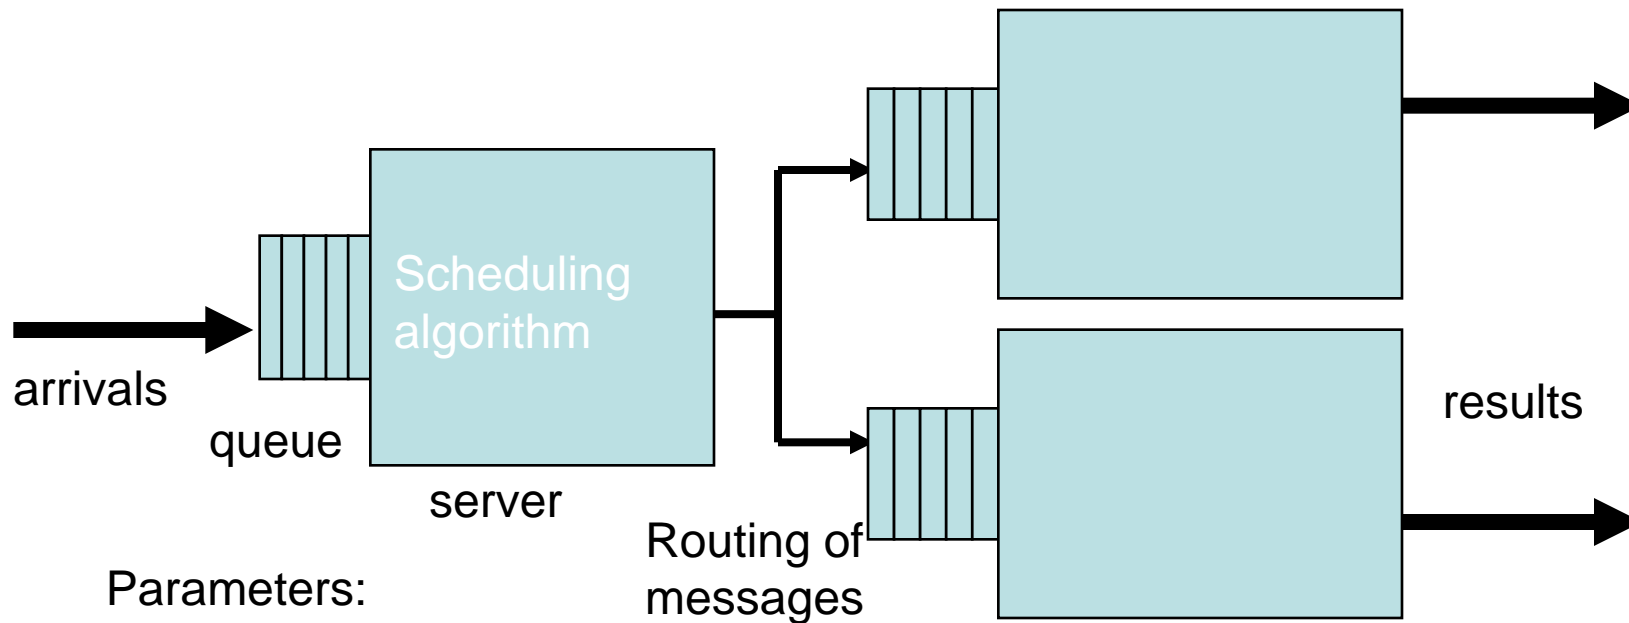 Scheduling
algorithm
arrivals
queue
server
results
Routing of
messages
Parameters: